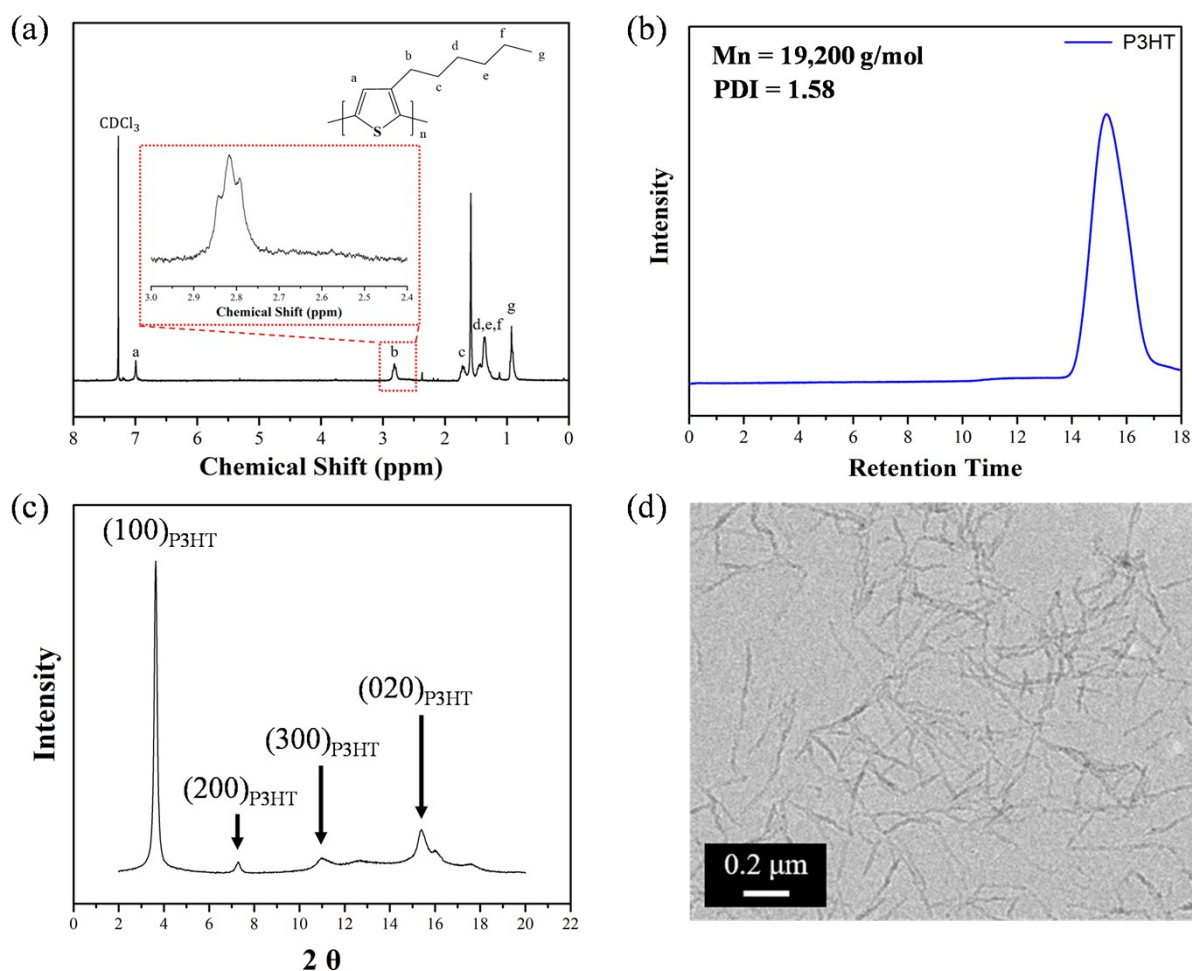 (a)
f
b
d
g
a
c
e
S
n
CDCl₃
3.0 2.9 2.8 2.7 2.6 2.5 2.4
Chemical Shift (ppm)
a
b
c
d,e,f
g
8 7 6 5 4 3 2 1 0
Chemical Shift (ppm)
(b)
Mn = 19,200 g/mol
PDI = 1.58
P3HT
Intensity
0 2 4 6 8 10 12 14 16 18
Retention Time
(c)
(100)P3HT
(200)P3HT
(300)P3HT
(020)P3HT
Intensity
0 2 4 6 8 10 12 14 16 18 20 22
2 θ
(d)
0.2 μm